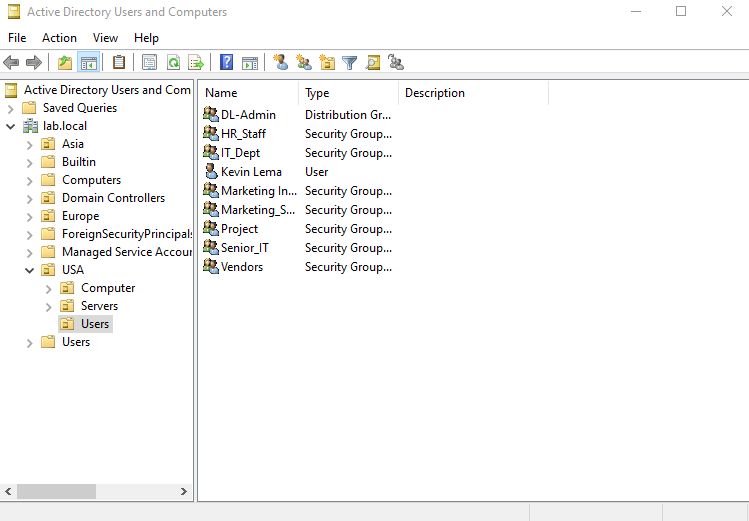 Active Directory Users and Computers
File Action View Help
Active Directory Users and Com
Saved Queries
lab.local
Asia
Builtin
Computers
Domain Controllers
Europe
ForeignSecurityPrincipals
Managed Service Accour
USA
Computer
Servers
Users
Users
Name Type Description
DL-Admin Distribution Gr...
HR_Staff Security Group...
IT_Dept Security Group...
Kevin Lema User
Marketing In... Security Group...
Marketing_S... Security Group...
Project Security Group...
Senior_IT Security Group...
Vendors Security Group...